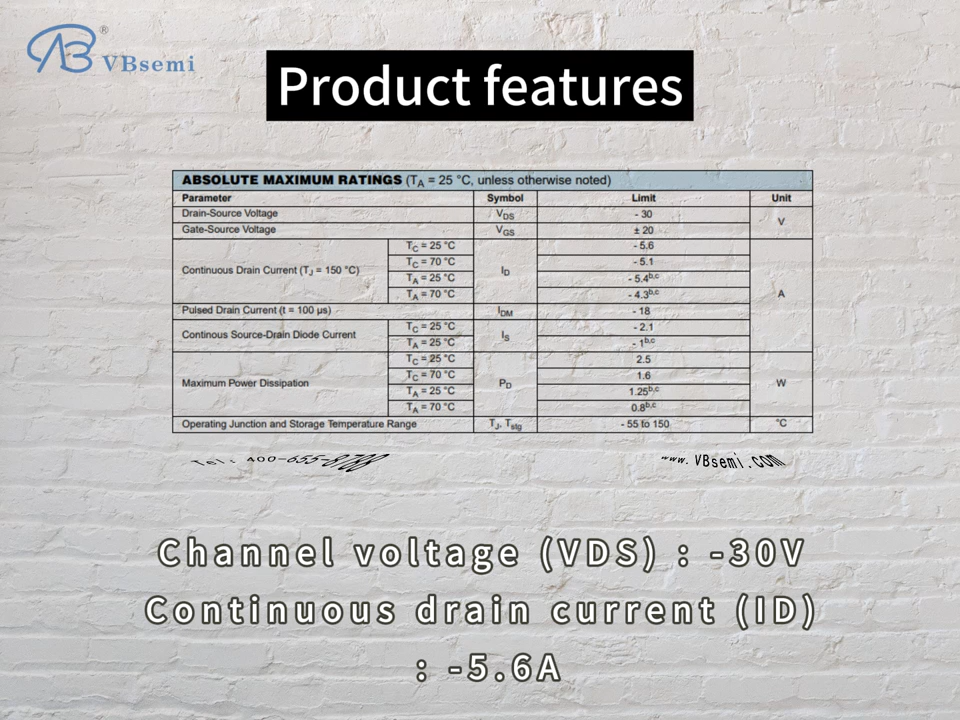 VBsemi
®
Product features
ABSOLUTE MAXIMUM RATINGS (TA = 25 °C, unless otherwise noted)
Parameter Symbol Limit Unit
Drain-Source Voltage VDS - 30 V
Gate-Source Voltage VGS ± 20
Continuous Drain Current (TJ = 150 °C) TC = 25 °C ID - 5.6 A
TC = 70 °C - 5.1
TA = 25 °C - 5.4b,c
TA = 70 °C - 4.3b,c
Pulsed Drain Current (t = 100 µs) IDM - 18
Continous Source-Drain Diode Current TC = 25 °C IS - 2.1
TA = 25 °C - 1b,c
Maximum Power Dissipation TC = 25 °C PD 2.5 W
TC = 70 °C 1.6
TA = 25 °C 1.25b,c
TA = 70 °C 0.8b,c
Operating Junction and Storage Temperature Range TJ, Tstg - 55 to 150 °C
Tel: 400-655-8788
www.VBsemi.com
Channel voltage (VDS) : -30V
Continuous drain current (ID)
: -5.6A